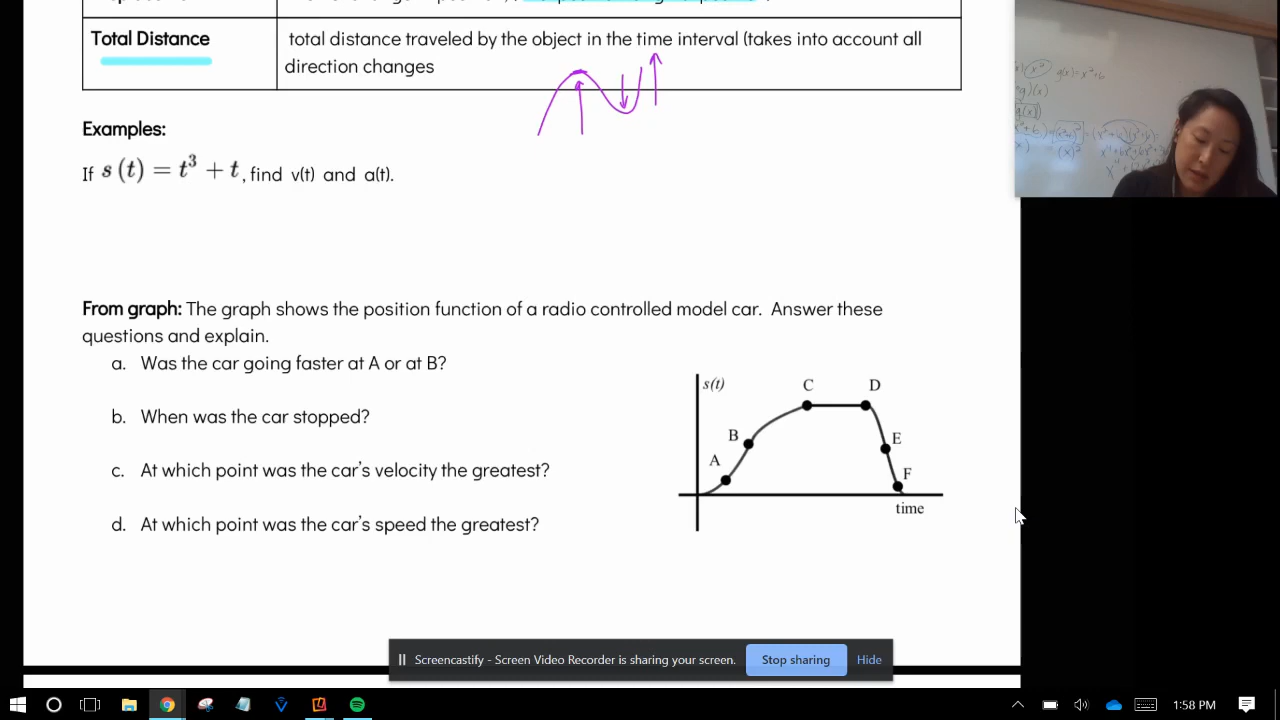 Total Distance
total distance traveled by the object in the time interval (takes into account all
direction changes
Examples:
If s (t) = t³ + t, find v(t) and a(t).
From graph: The graph shows the position function of a radio controlled model car. Answer these
questions and explain.
a. Was the car going faster at A or at B?
b. When was the car stopped?
c. At which point was the car's velocity the greatest?
d. At which point was the car's speed the greatest?
s(t)
C
D
B
E
A
F
time
Screencastify - Screen Video Recorder is sharing your screen.
Stop sharing
Hide
1:58 PM